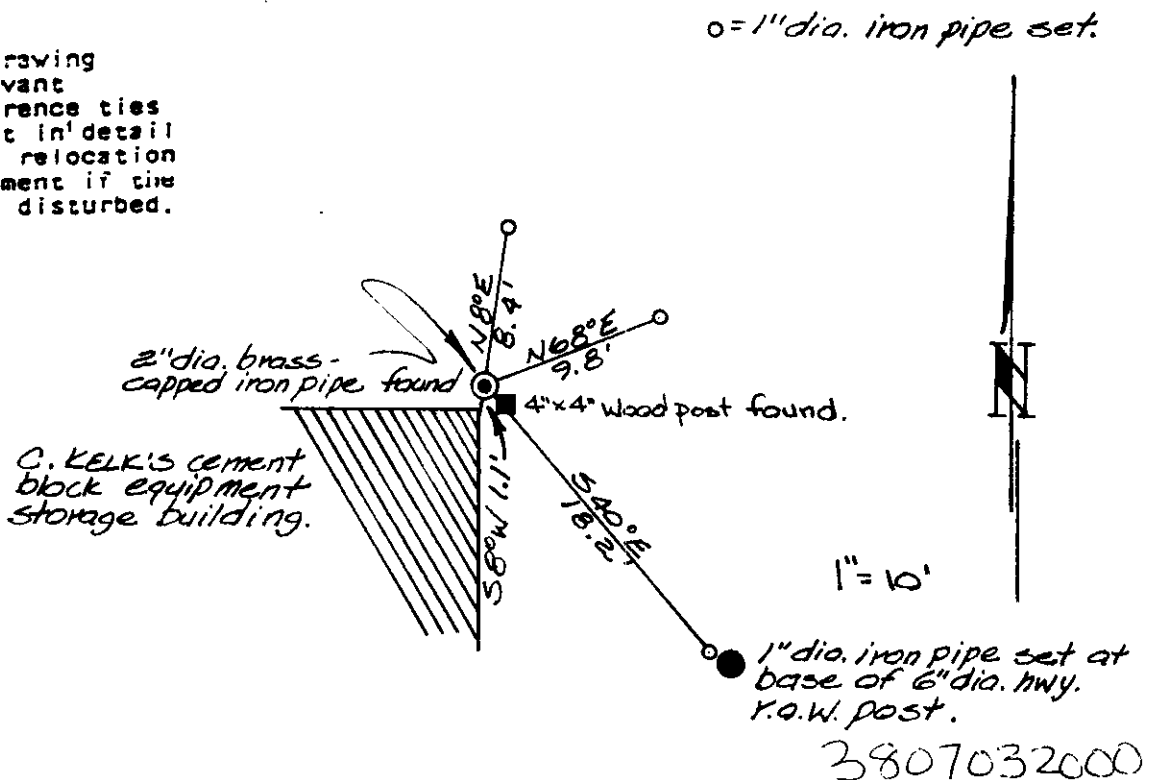 o=1"dia. iron pipe set.
rawing
vant
rence ties
t in detail
relocation
ment if the
disturbed.
N8°E
8.4'
N68°E
9.8'
2"dia. brass-
capped iron pipe found
4"x4" wood post found.
C. KELK'S cement
block equipment
storage building.
S8°W 1.1'
S40°E
18.2'
1"=10'
N
1"dia. iron pipe set at
base of 6"dia. hwy.
r.o.w. post.
3807032000